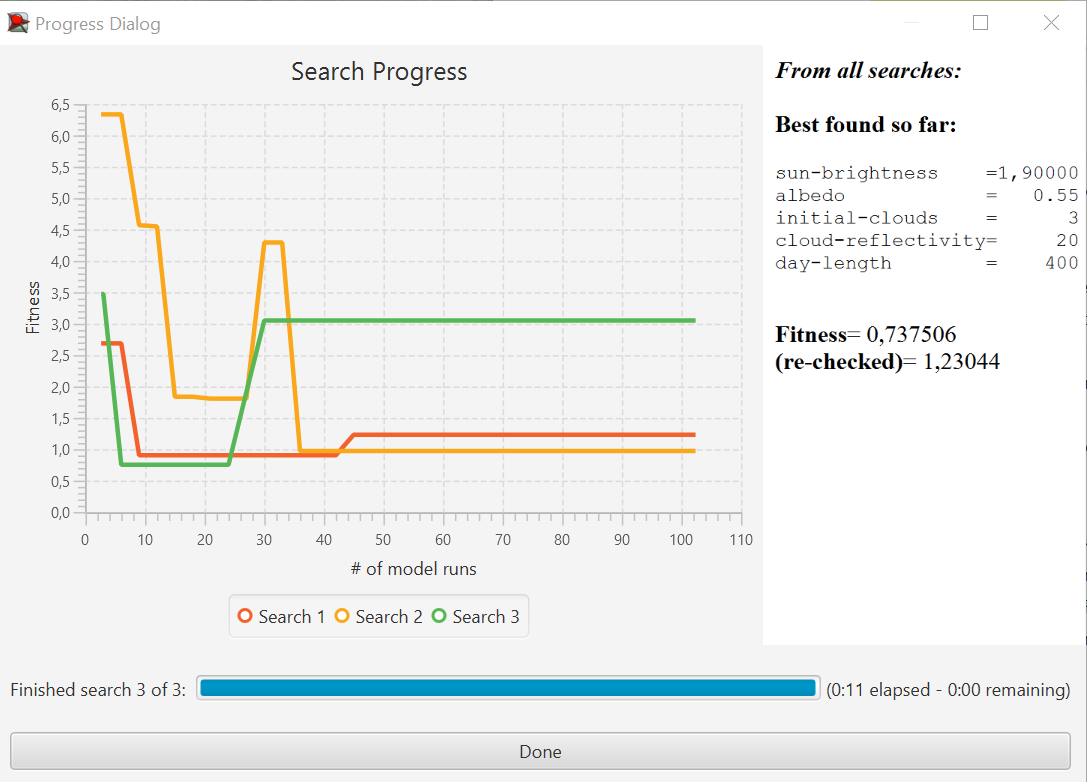 Progress Dialog
Search Progress
6,5
6,0
5,5
5,0
4,5
4,0
3,5
3,0
2,5
2,0
1,5
1,0
0,5
0,0
Fitness
0 10 20 30 40 50 60 70 80 90 100 110
# of model runs
Search 1 Search 2 Search 3
From all searches:
Best found so far:
sun-brightness =1,90000
albedo = 0.55
initial-clouds = 3
cloud-reflectivity= 20
day-length = 400
Fitness= 0,737506
(re-checked)= 1,23044
Finished search 3 of 3: (0:11 elapsed - 0:00 remaining)
Done